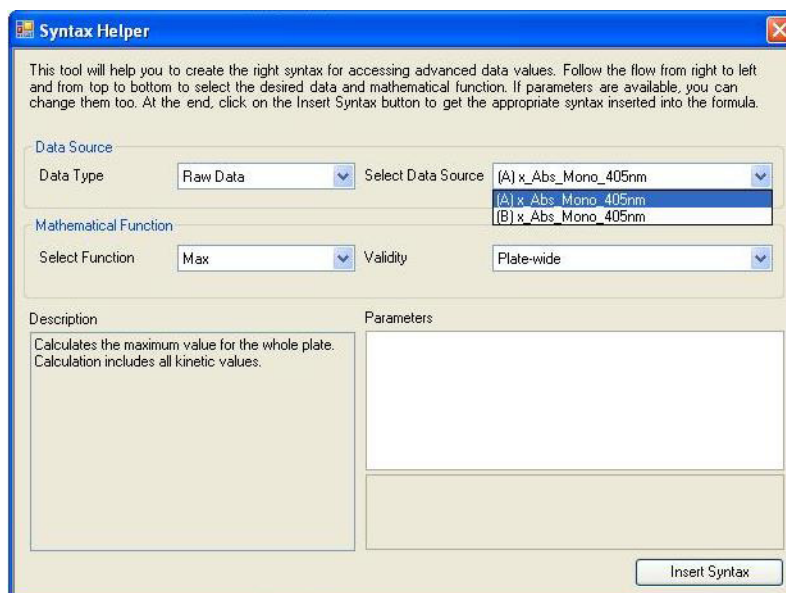 Syntax Helper
This tool will help you to create the right syntax for accessing advanced data values. Follow the flow from right to left
and from top to bottom to select the desired data and mathematical function. If parameters are available, you can
change them too. At the end, click on the Insert Syntax button to get the appropriate syntax inserted into the formula.
Data Source
Data Type Raw Data Select Data Source (A) x_Abs_Mono_405nm
(A) x_Abs_Mono_405nm
(B) x_Abs_Mono_405nm
Mathematical Function
Select Function Max Validity Plate-wide
Description Parameters
Calculates the maximum value for the whole plate.
Calculation includes all kinetic values.
Insert Syntax